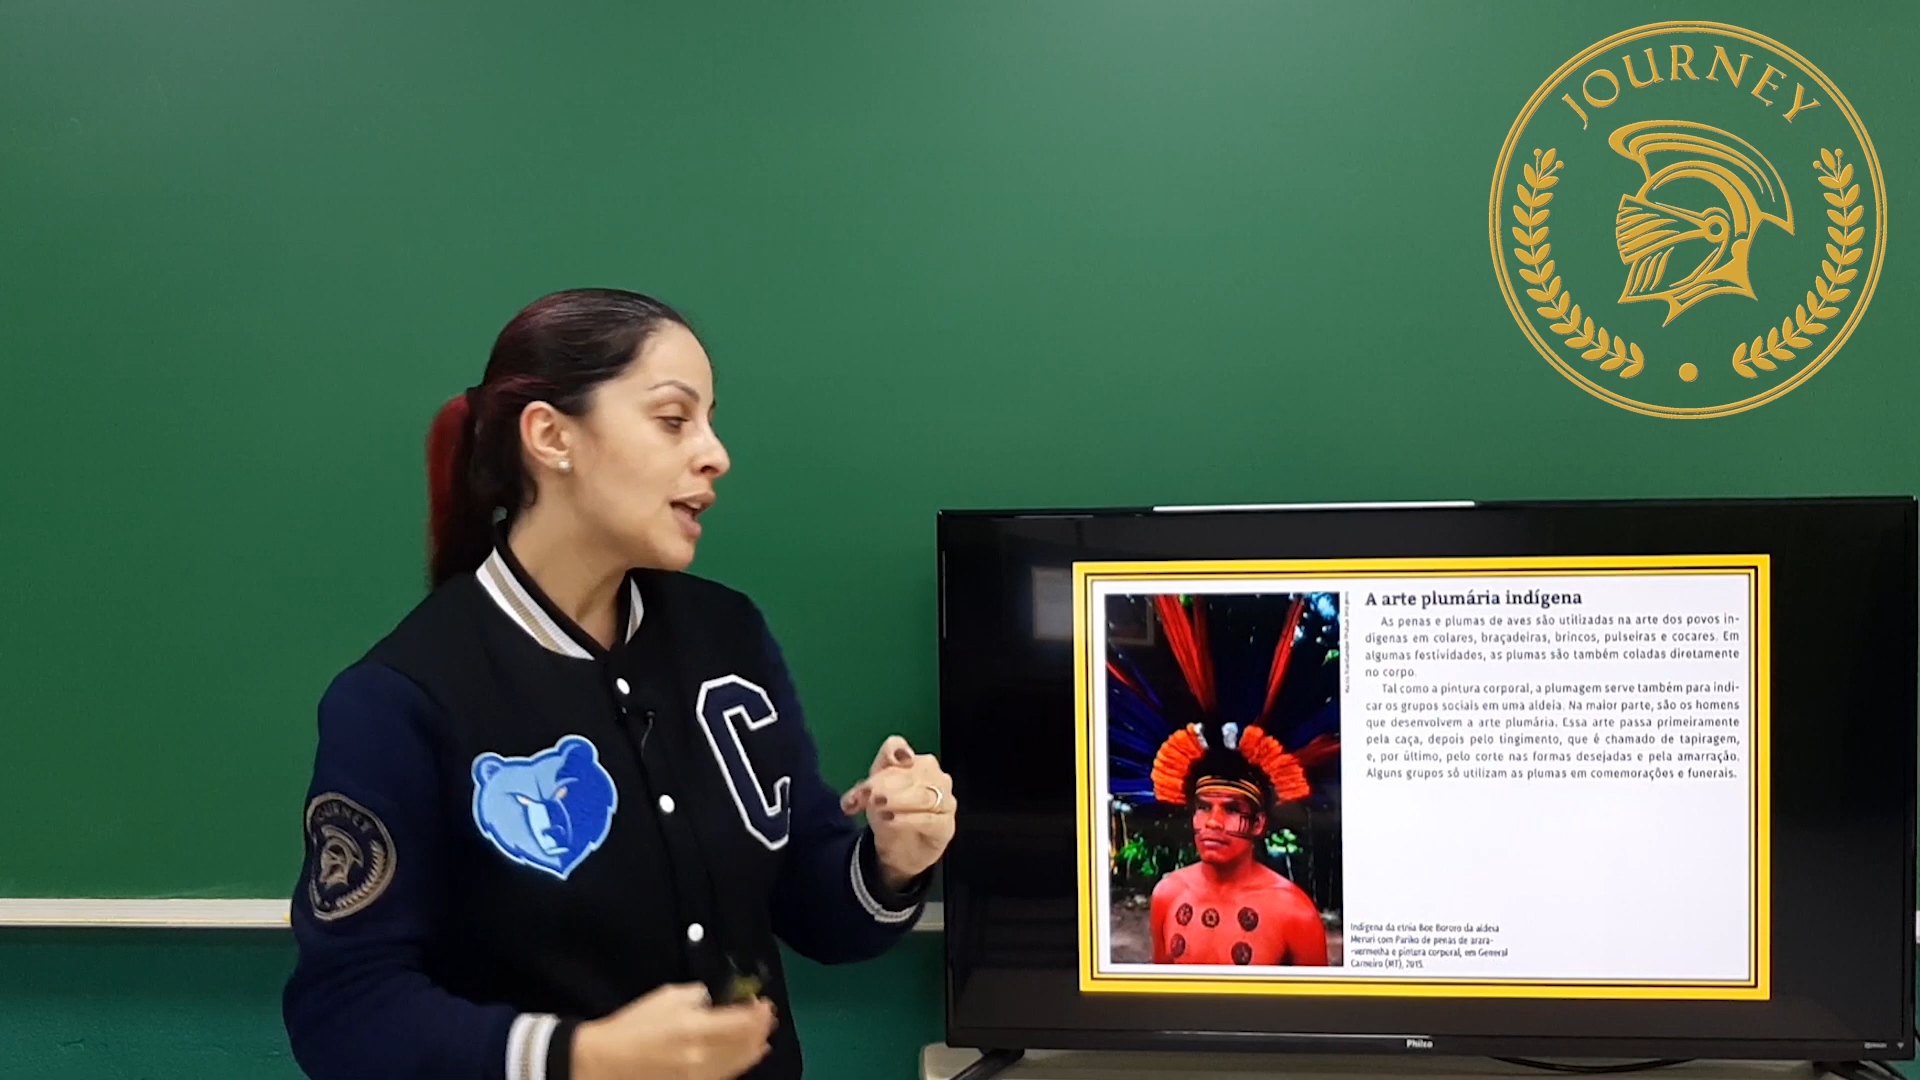 JOURNEY
A arte plumária indígena
As penas e plumas de aves são utilizadas na arte dos povos in-
dígenas em colares, braçadeiras, brincos, pulseiras e cocares. Em
algumas festividades, as plumas são também coladas diretamente
no corpo.
Tal como a pintura corporal, a plumagem serve também para indi-
car os grupos sociais em uma aldeia. Na maior parte, são os homens
que desenvolvem a arte plumária. Essa arte passa primeiramente
pela caça, depois pelo tingimento, que é chamado de tapiragem,
e, por último, pelo corte nas formas desejadas e pela amarração.
Alguns grupos só utilizam as plumas em comemorações e funerais.
Indígena da etnia Boe Bororo da aldeia
Meruri com Pariko de penas de arara-
-vermelha e pintura corporal, em General
Carneiro (MT), 2015.
C
JOURNEY
Philco